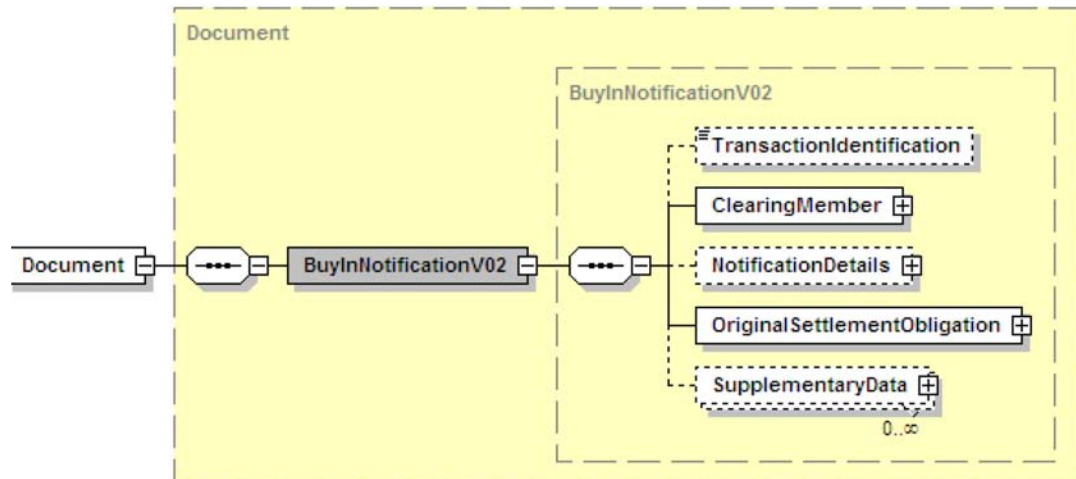 Document
BuyInNotificationV02
TransactionIdentification
ClearingMember
Document
BuyInNotificationV02
NotificationDetails
OriginalSettlementObligation
SupplementaryData
0..∞